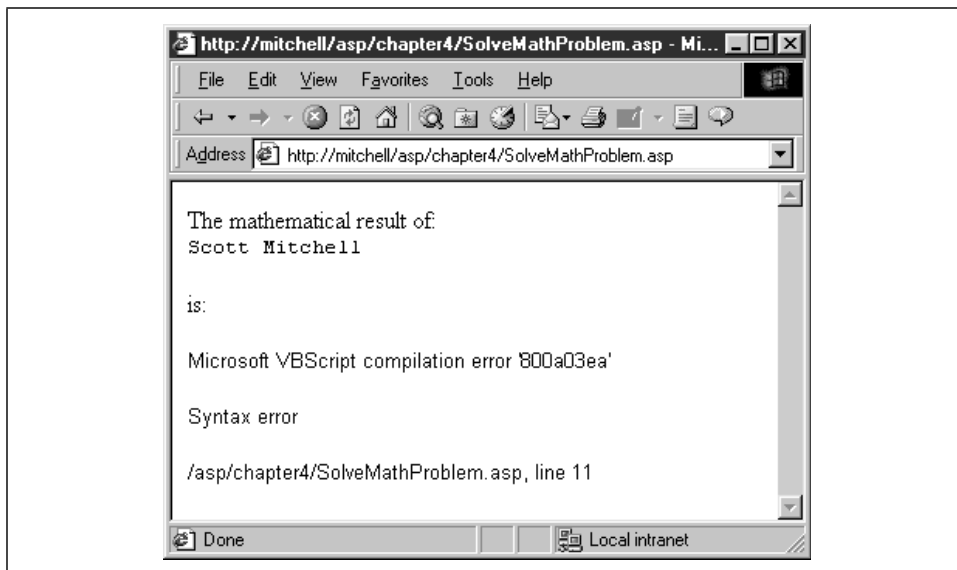 http://mitchell/asp/chapter4/SolveMathProblem.asp - Mi...
File Edit View Favorites Tools Help
Address http://mitchell/asp/chapter4/SolveMathProblem.asp
The mathematical result of:
Scott Mitchell
is:
Microsoft VBScript compilation error '800a03ea'
Syntax error
/asp/chapter4/SolveMathProblem.asp, line 11
Done Local intranet